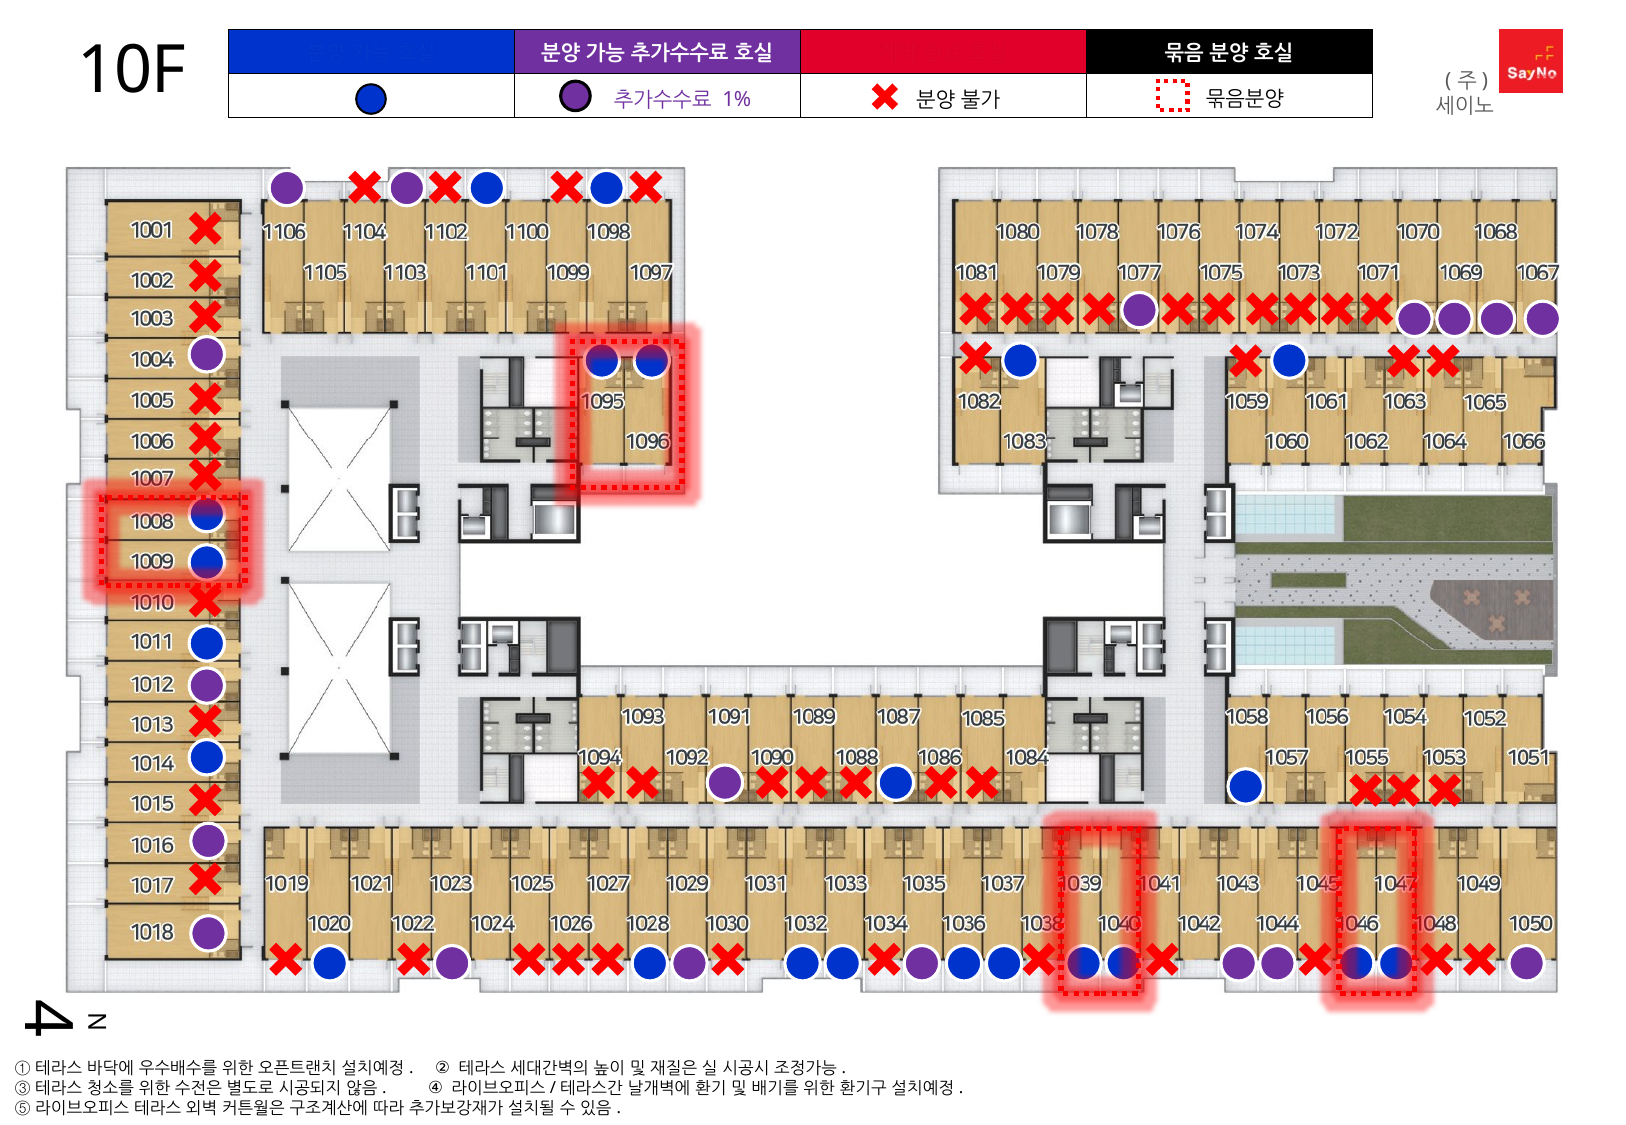 10F
분양 가능 추가수수료 호실
묶음 분양 호실
추가수수료 1%
분양 불가
묶음분양
( 주 )
세이노
SayNo
1106 1104 1102 1100 1098
1105 1103 1101 1099 1097
1080 1078 1076 1074 1072 1070 1068
1081 1079 1077 1075 1073 1071 1069 1067
1001
1002
1003
1004
1005
1006
1007
1008
1009
1010
1011
1012
1013
1014
1015
1016
1017
1018
1095
1096
1082
1083
1059 1061 1063 1065
1060 1062 1064 1066
1093 1091 1089 1087 1085
1094 1092 1090 1088 1086 1084
1058 1056 1054 1052
1057 1055 1053 1051
1019 1021 1023 1025 1027 1029 1031 1033 1035 1037 1039 1041 1043 1045 1047 1049
1020 1022 1024 1026 1028 1030 1032 1034 1036 1038 1040 1042 1044 1046 1048 1050
N
① 테라스 바닥에 우수배수를 위한 오픈트랜치 설치예정 . ② 테라스 세대간벽의 높이 및 재질은 실 시공시 조정가능 .
③ 테라스 청소를 위한 수전은 별도로 시공되지 않음 . ④ 라이브오피스 / 테라스간 날개벽에 환기 및 배기를 위한 환기구 설치예정 .
⑤ 라이브오피스 테라스 외벽 커튼월은 구조계산에 따라 추가보강재가 설치될 수 있음 .